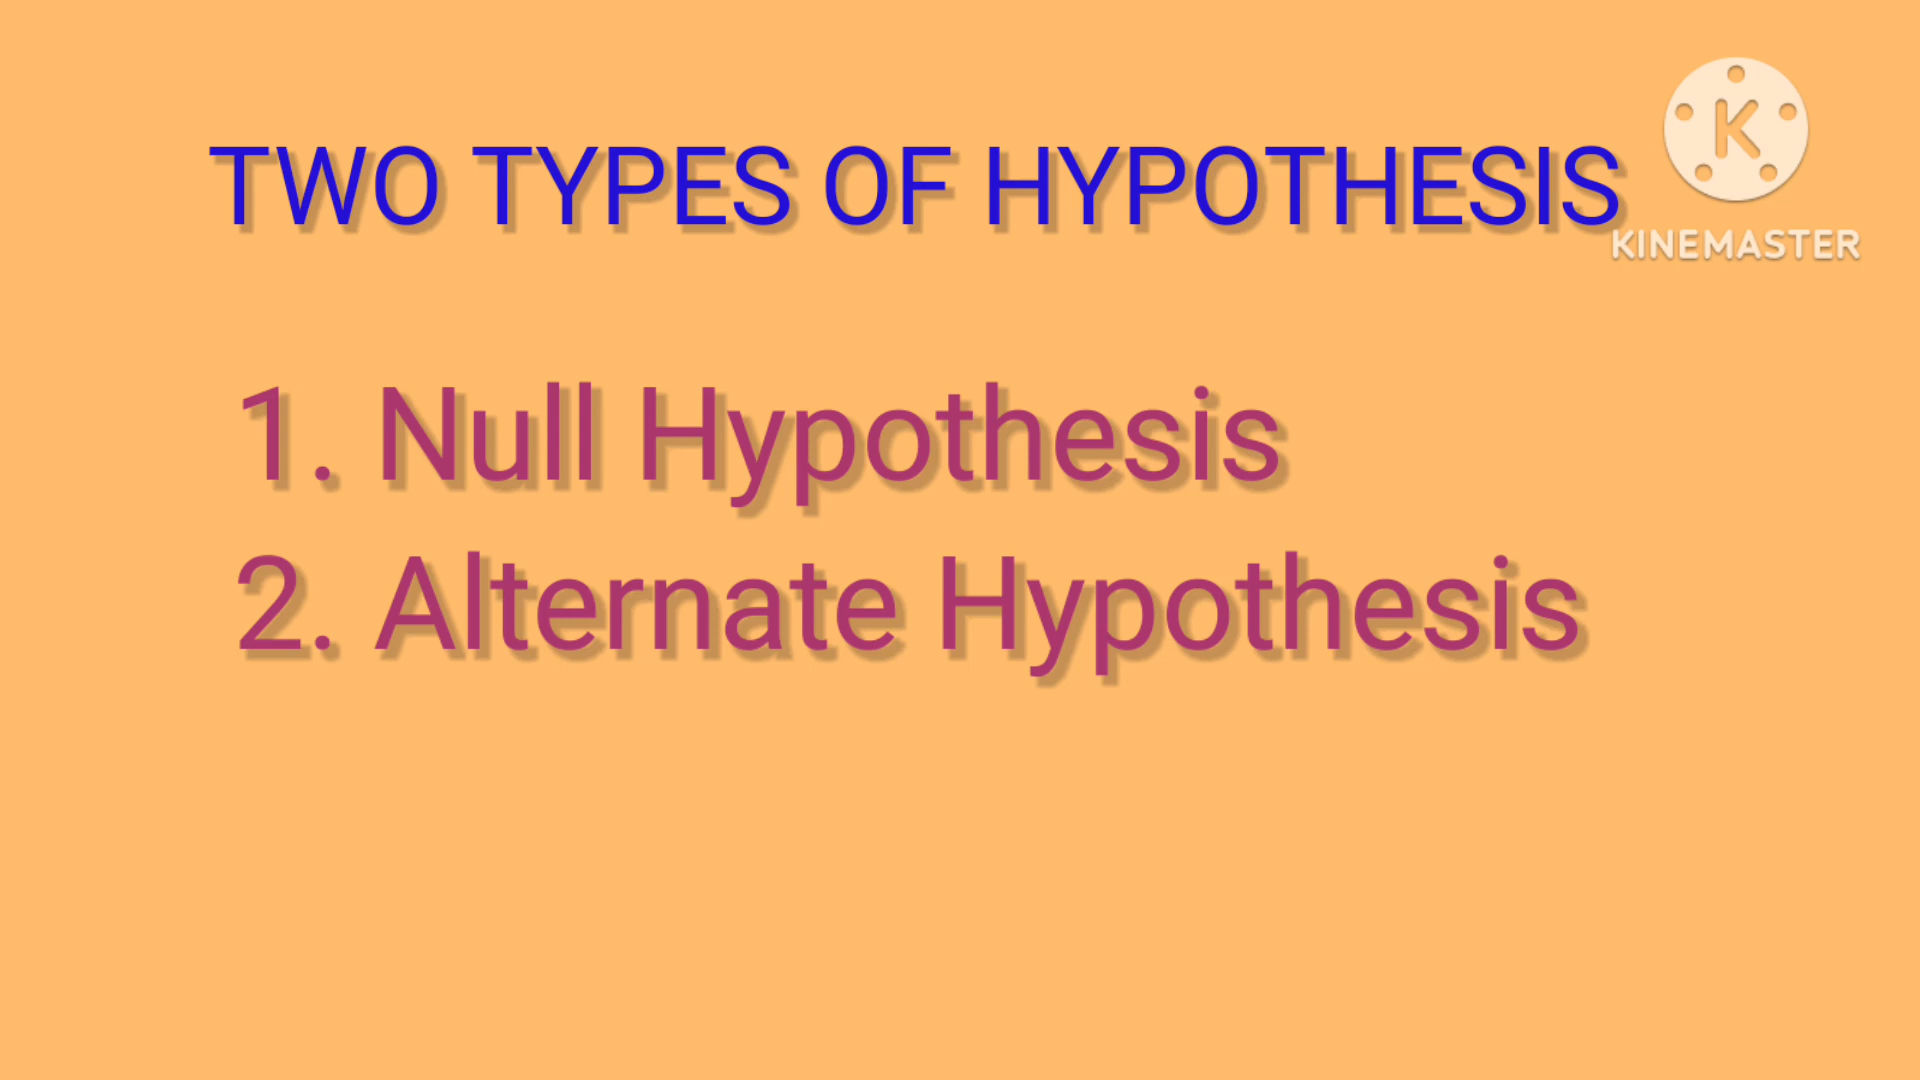 TWO TYPES OF HYPOTHESIS
K
KINEMASTER
1. Null Hypothesis
2. Alternate Hypothesis